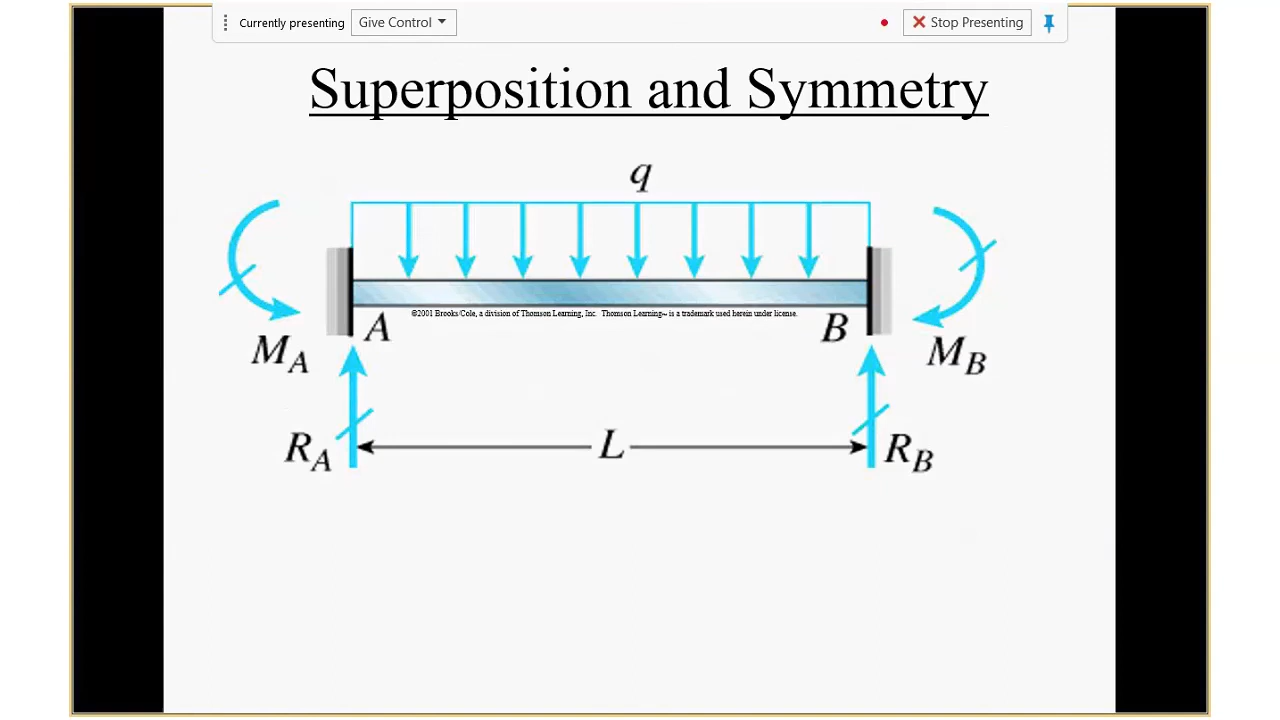 Currently presenting Give Control Stop Presenting
Superposition and Symmetry
q
©2001 Brooks/Cole, a division of Thomson Learning, Inc. Thomson Learning™ is a trademark used herein under license.
A B
M_A M_B
R_A L R_B